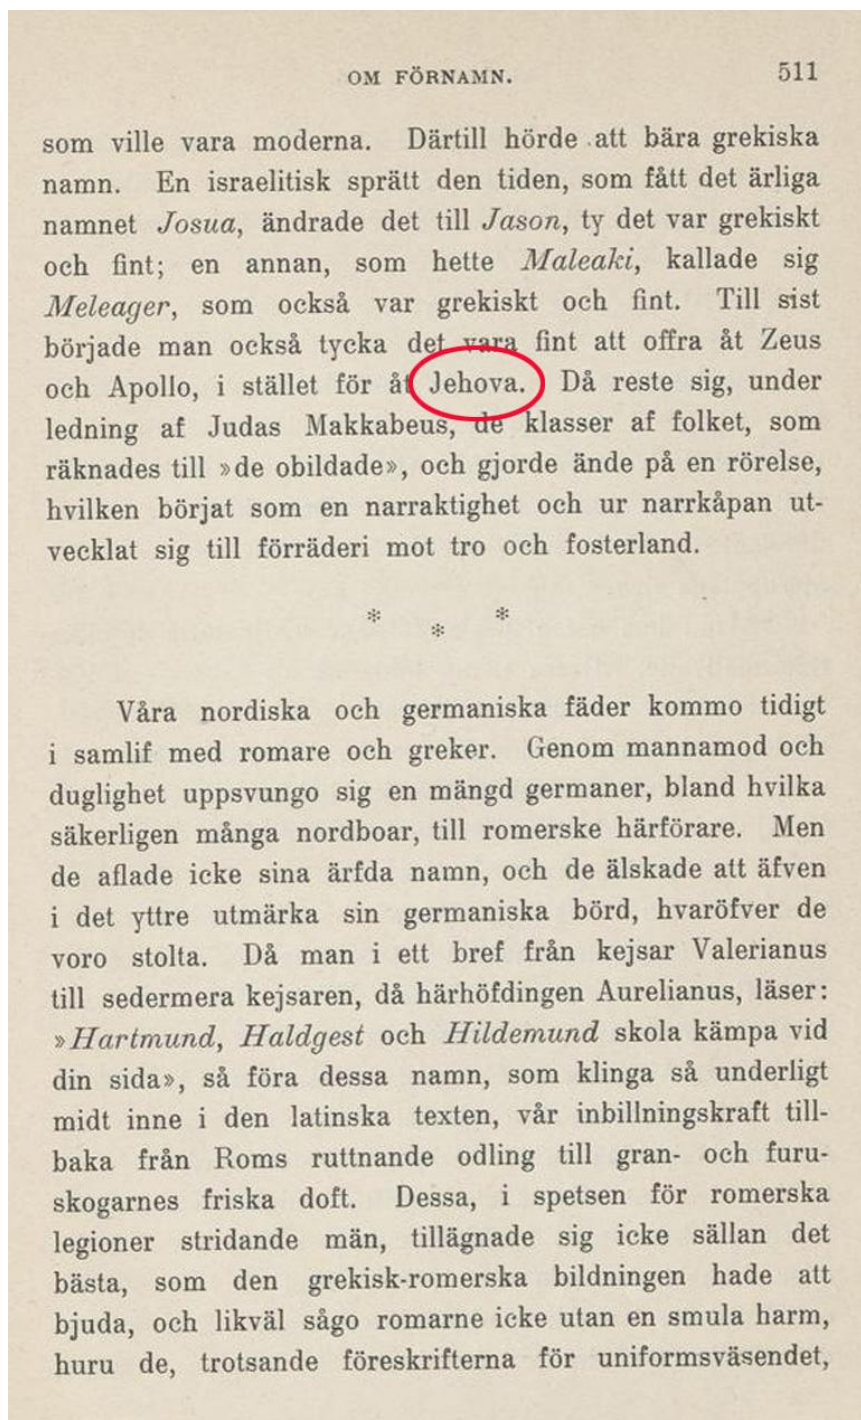 OM FÖRNAMN.
511
som ville vara moderna. Därtill hörde att bära grekiska
namn. En israelitisk sprätt den tiden, som fått det ärliga
namnet Josua, ändrade det till Jason, ty det var grekiskt
och fint; en annan, som hette Maleaki, kallade sig
Meleager, som också var grekiskt och fint. Till sist
började man också tycka det vara fint att offra åt Zeus
och Apollo, i stället för åt Jehova. Då reste sig, under
ledning af Judas Makkabeus, de klasser af folket, som
räknades till »de obildade», och gjorde ände på en rörelse,
hvilken börjat som en narraktighet och ur narrkåpan ut-
vecklat sig till förräderi mot tro och fosterland.
* * *
Våra nordiska och germaniska fäder kommo tidigt
i samlif med romare och greker. Genom mannamod och
duglighet uppsvungo sig en mängd germaner, bland hvilka
säkerligen många nordboar, till romerske härförare. Men
de aflade icke sina ärfda namn, och de älskade att äfven
i det yttre utmärka sin germaniska börd, hvaröfver de
voro stolta. Då man i ett bref från kejsar Valerianus
till sedermera kejsaren, då härhöfdingen Aurelianus, läser:
»Hartmund, Haldgest och Hildemund skola kämpa vid
din sida», så föra dessa namn, som klinga så underligt
midt inne i den latinska texten, vår inbillningskraft till-
baka från Roms ruttnande odling till gran- och furu-
skogarnes friska doft. Dessa, i spetsen för romerska
legioner stridande män, tillägnade sig icke sällan det
bästa, som den grekisk-romerska bildningen hade att
bjuda, och likväl sågo romarne icke utan en smula harm,
huru de, trotsande föreskrifterna för uniformsväsendet,